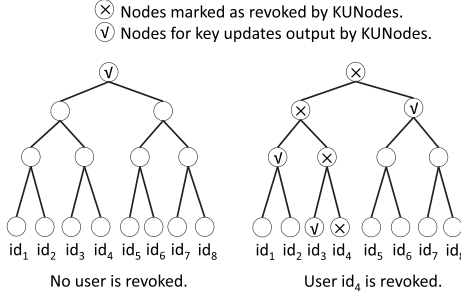 Nodes marked as revoked by KUNodes.
Nodes for key updates output by KUNodes.
id₁ id₂ id₃ id₄ id₅ id₆ id₇ id₈
id₁ id₂ id₃ id₄ id₅ id₆ id₇ id₈
No user is revoked.
User id₄ is revoked.